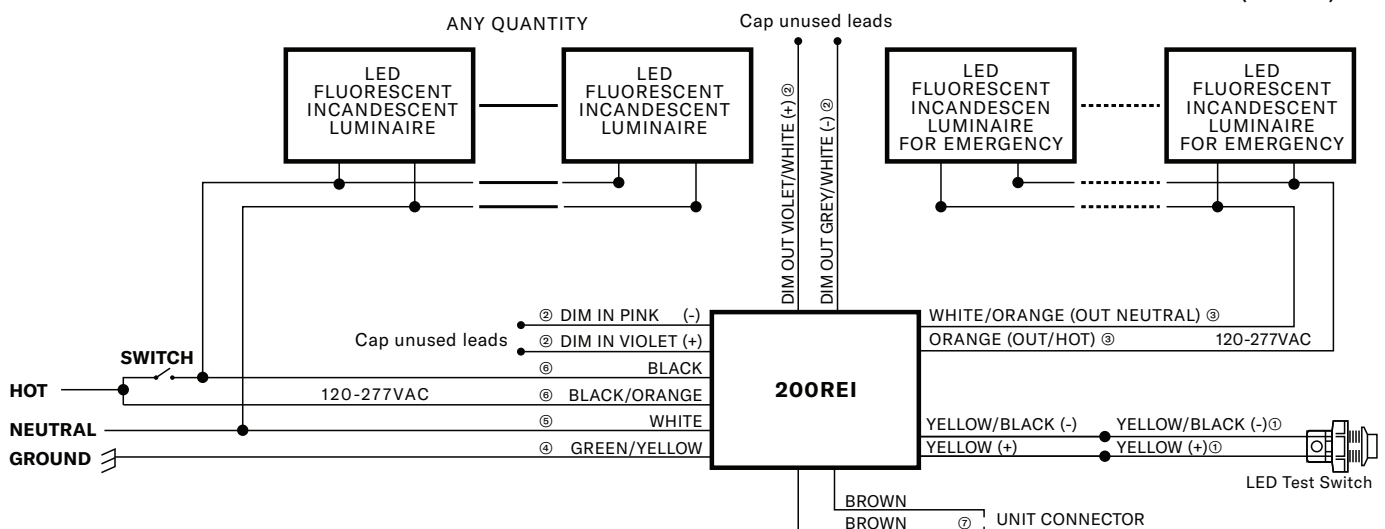 ANY QUANTITY
Cap unused leads
LED
FLUORESCENT
INCANDESCENT
LUMINAIRE
LED
FLUORESCENT
INCANDESCENT
LUMINAIRE
DIM OUT VIOLET/WHITE (+) ②
DIM OUT GREY/WHITE (-) ②
LED
FLUORESCENT
INCANDESCEN
LUMINAIRE
FOR EMERGENCY
LED
FLUORESCENT
INCANDESCENT
LUMINAIRE
FOR EMERGENCY
Cap unused leads
② DIM IN PINK (-)
② DIM IN VIOLET (+)
SWITCH
⑥ BLACK
HOT
120-277VAC
⑥ BLACK/ORANGE
NEUTRAL
⑤ WHITE
GROUND
④ GREEN/YELLOW
200REI
WHITE/ORANGE (OUT NEUTRAL) ③
ORANGE (OUT/HOT) ③ 120-277VAC
YELLOW/BLACK (-) YELLOW/BLACK (-)①
YELLOW (+) YELLOW (+)①
LED Test Switch
BROWN
BROWN ⑦ UNIT CONNECTOR